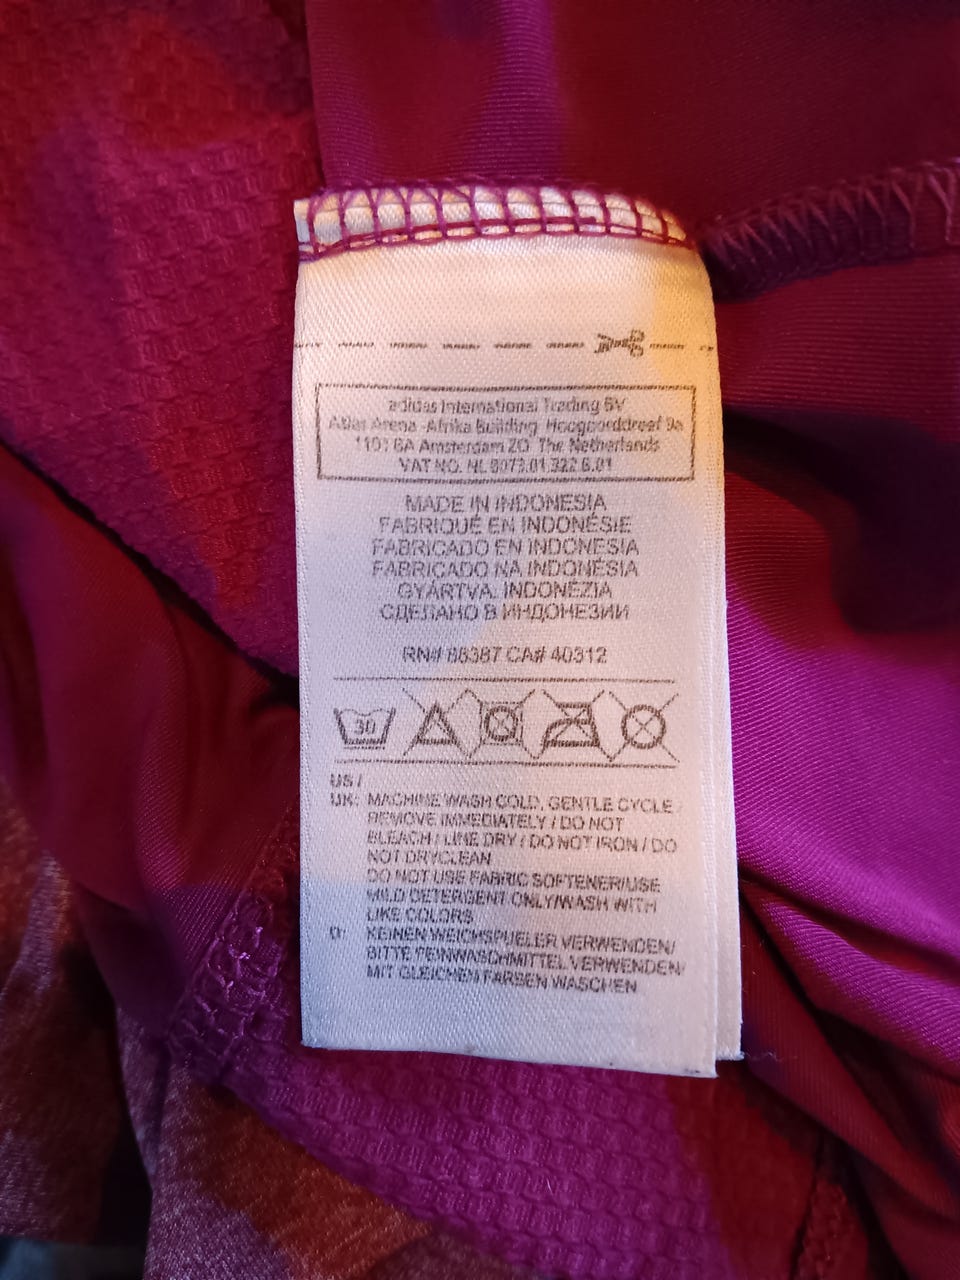 adidas International Trading BV
Atlas Arena -Afrika Building Hoogoorddreef 9a
1101 BA Amsterdam ZO The Netherlands
VAT NO. NL 8073.01.322.B.01
MADE IN INDONESIA
FABRIQUÉ EN INDONÉSIE
FABRICADO EN INDONESIA
FABRICADO NA INDONÉSIA
GYÁRTVA: INDONÉZIA
СДЕЛАНО В ИНДОНЕЗИИ
RN# 88387 CA# 40312
30
US /
UK: MACHINE WASH COLD, GENTLE CYCLE /
REMOVE IMMEDIATELY / DO NOT
BLEACH / LINE DRY / DO NOT IRON / DO
NOT DRYCLEAN
DO NOT USE FABRIC SOFTENER/USE
MILD DETERGENT ONLY/WASH WITH
LIKE COLORS
D: KEINEN WEICHSPUELER VERWENDEN/
BITTE FEINWASCHMITTEL VERWENDEN/
MIT GLEICHEN FARBEN WASCHEN